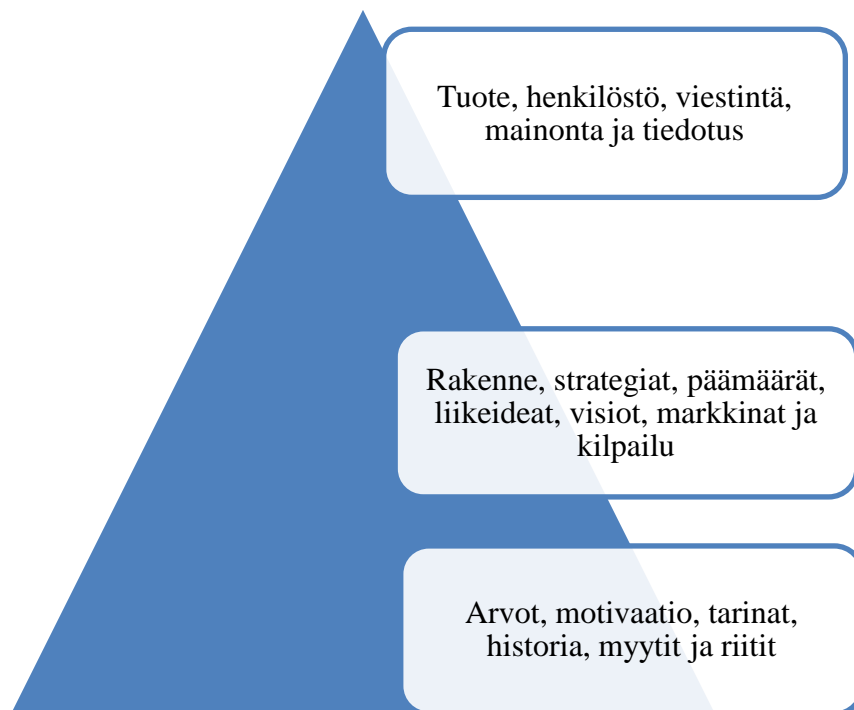 Tuote, henkilöstö, viestintä,
mainonta ja tiedotus
Rakenne, strategiat, päämäärät,
liikeideat, visiot, markkinat ja
kilpailu
Arvot, motivaatio, tarinat,
historia, myytit ja riitit